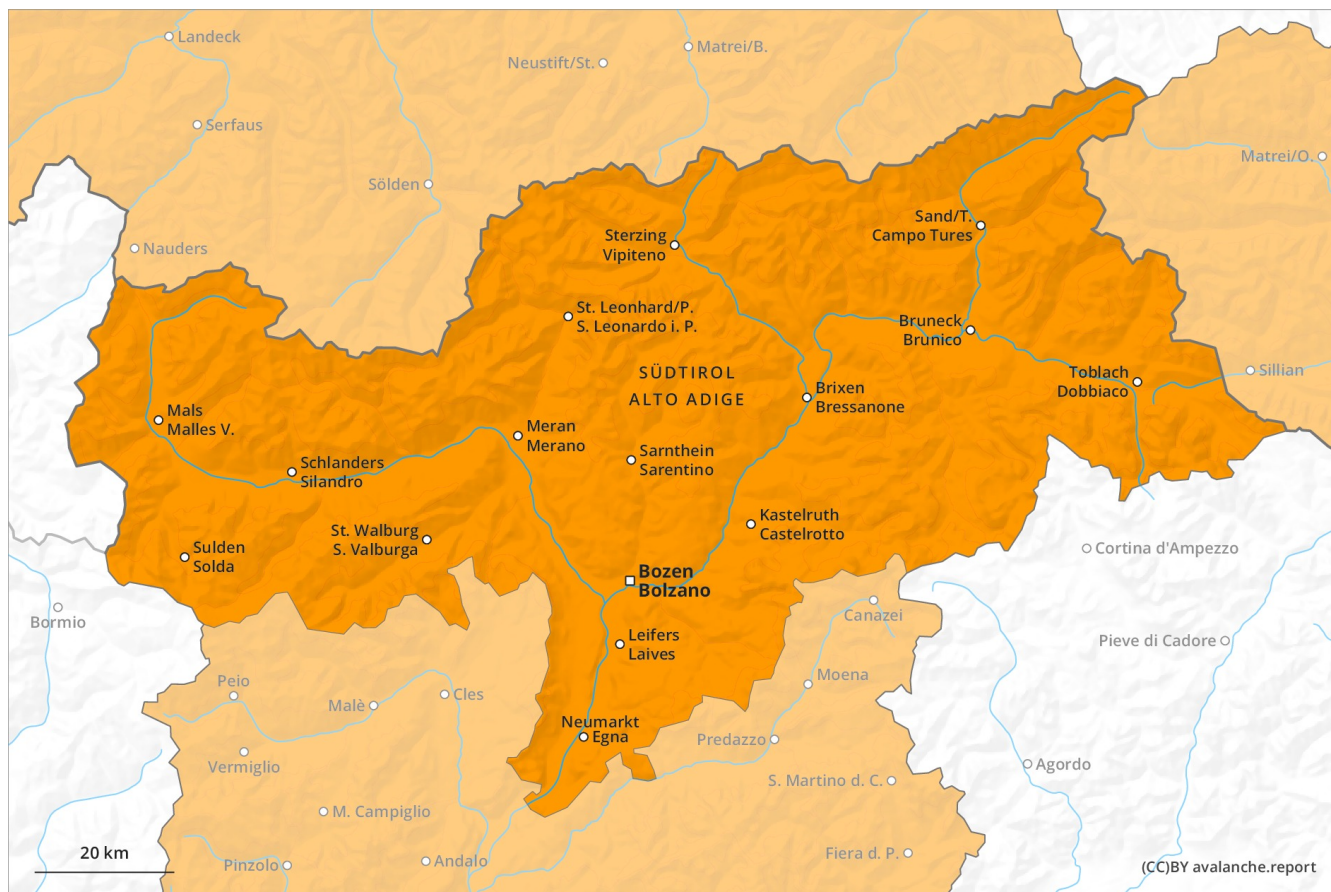 Landeck
Matrei/B.
Neustift/St.
Serfaus
Matrei/O.
Sölden
Sand/T.
Campo Tures
Sterzing
Vipiteno
Nauders
St. Leonhard/P.
S. Leonardo i. P.
Bruneck
Brunico
SÜDTIROL
ALTO ADIGE
Toblach
Dobbiaco
Sillian
Brixen
Bressanone
Mals
Malles V.
Meran
Merano
Sarnthein
Sarentino
Schlanders
Silandro
Kastelruth
Castelrotto
St. Walburg
S. Valburga
Sulden
Solda
Cortina d'Ampezzo
Bozen
Bolzano
Bormio
Canazei
Leifers
Laives
Pieve di Cadore
Moena
Peio
Cles
Malè
Neumarkt
Egna
Predazzo
Vermiglio
Agordo
S. Martino d. C.
M. Campiglio
20 km
Pinzolo
Andalo
Fiera d. P.
(CC)BY avalanche.report